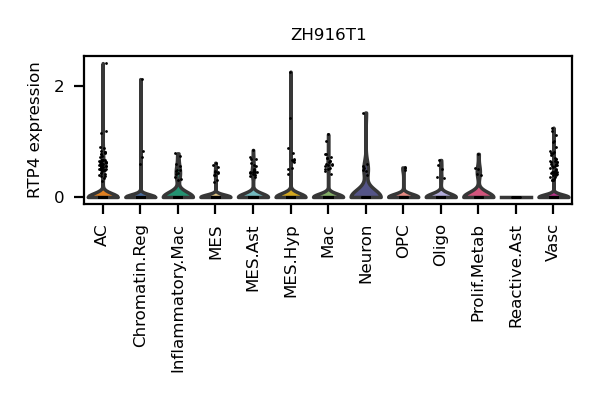 ZH916T1
RTP4 expression
2
0
AC
Chromatin.Reg
Inflammatory.Mac
MES
MES.Ast
MES.Hyp
Mac
Neuron
OPC
Oligo
Prolif.Metab
Reactive.Ast
Vasc